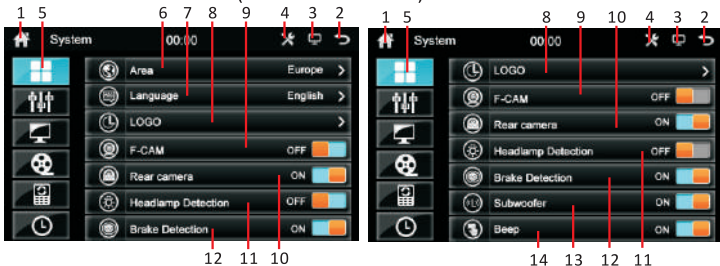 1 5 6 7 8 9 4 3 2
System 00:00
Area Europe >
Language English >
LOGO >
F-CAM OFF
Rear camera ON
Headlamp Detection OFF
Brake Detection ON
12 11 10
1 5 8 9 10 4 3 2
System 00:00
LOGO >
F-CAM OFF
Rear camera ON
Headlamp Detection OFF
Brake Detection ON
Subwoofer ON
Beep ON
14 13 12 11